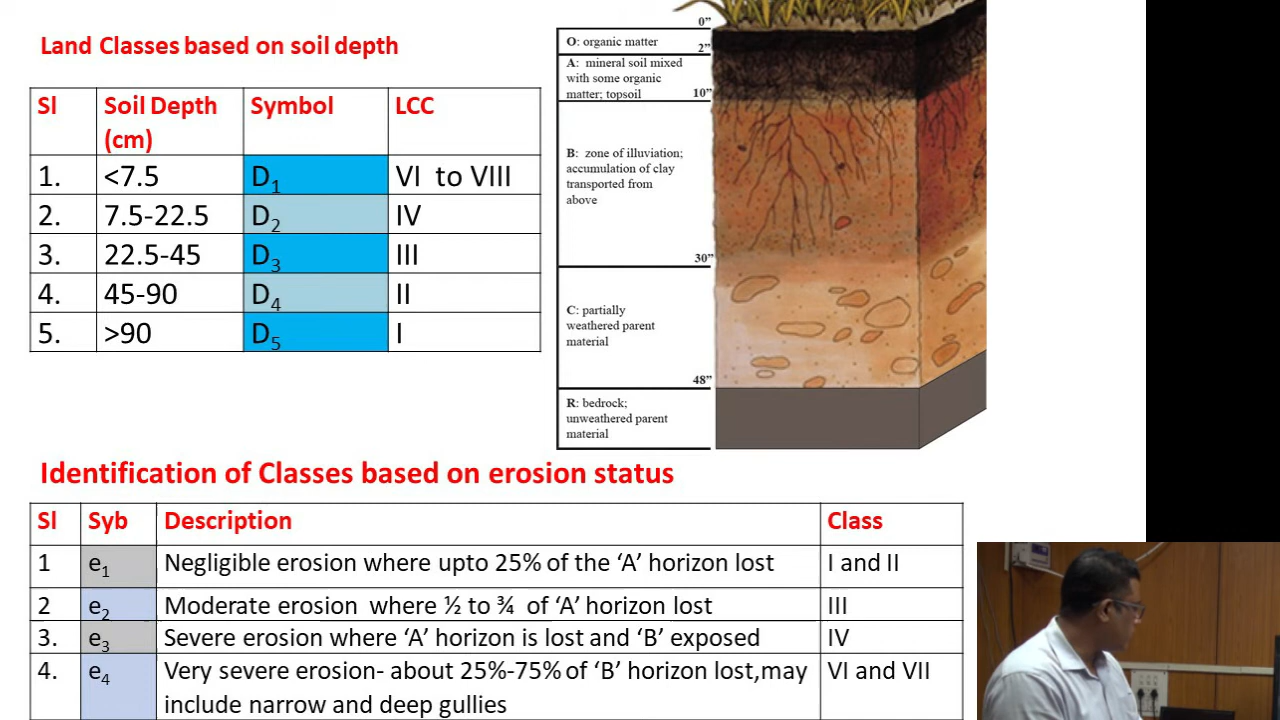 Land Classes based on soil depth
Sl Soil Depth (cm) Symbol LCC
1. <7.5 D1 VI to VIII
2. 7.5-22.5 D2 IV
3. 22.5-45 D3 III
4. 45-90 D4 II
5. >90 D5 I
0”
O: organic matter
2”
A: mineral soil mixed
with some organic
matter; topsoil
10”
B: zone of illuviation;
accumulation of clay
transported from
above
30”
C: partially
weathered parent
material
48”
R: bedrock;
unweathered parent
material
Identification of Classes based on erosion status
Sl Syb Description Class
1 e1 Negligible erosion where upto 25% of the ‘A’ horizon lost I and II
2 e2 Moderate erosion where ½ to ¾ of ‘A’ horizon lost III
3. e3 Severe erosion where ‘A’ horizon is lost and ‘B’ exposed IV
4. e4 Very severe erosion- about 25%-75% of ‘B’ horizon lost,may VI and VII
include narrow and deep gullies